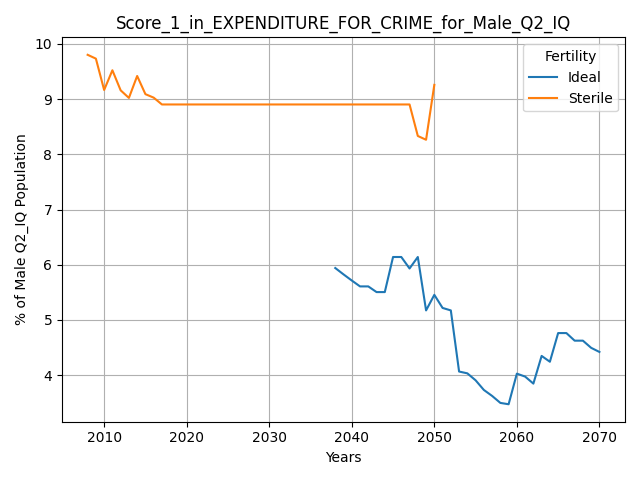 Score_1_in_EXPENDITURE_FOR_CRIME_for_Male_Q2_IQ
Fertility
Ideal
Sterile
% of Male Q2_IQ Population
10
9
8
7
6
5
4
2010 2020 2030 2040 2050 2060 2070
Years